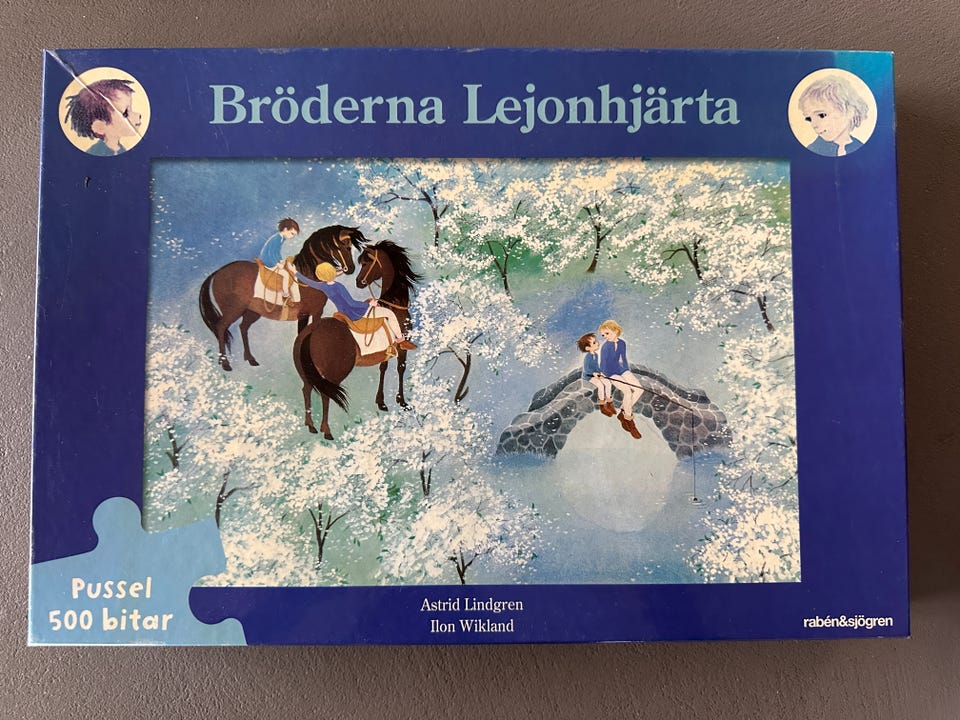 Bröderna Lejonhjärta
Pussel
500 bitar
Astrid Lindgren
Ilon Wikland
rabén&sjögren